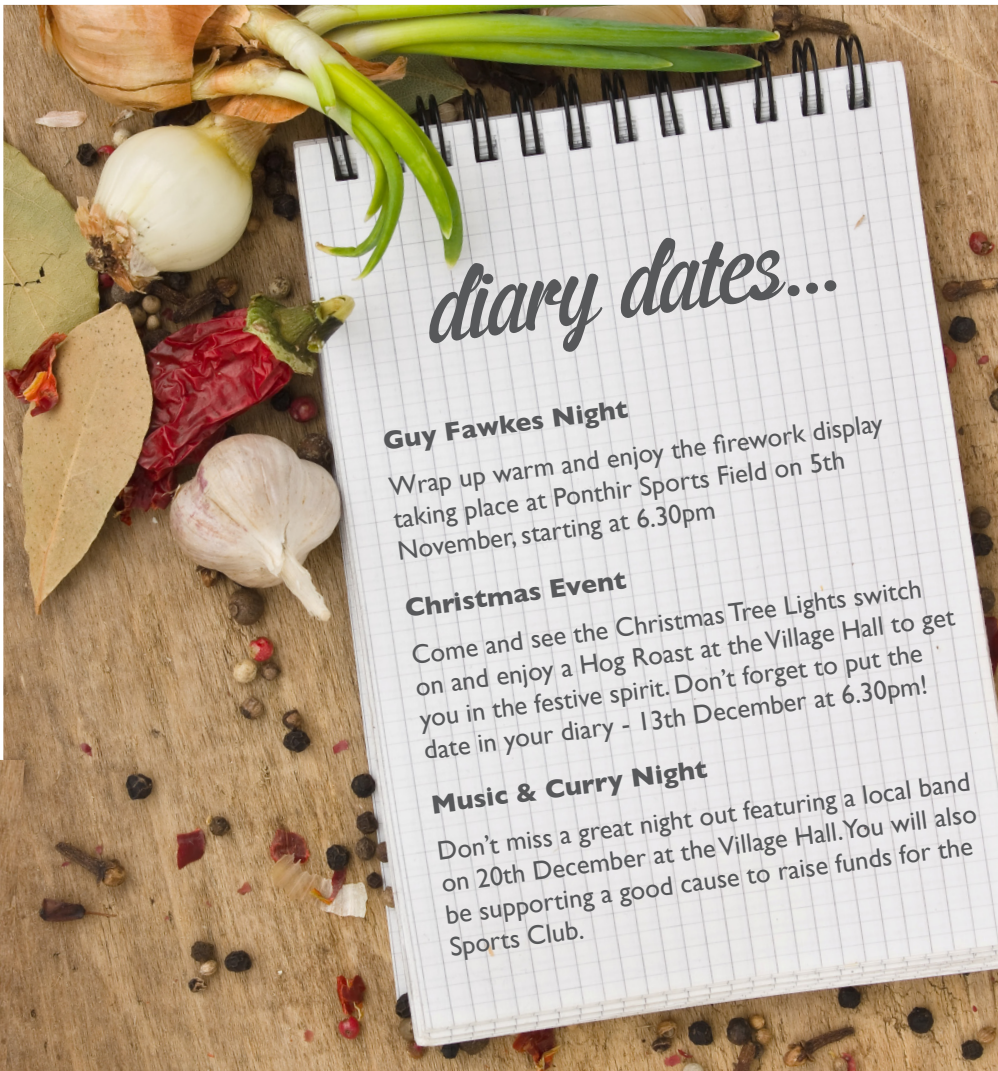 diary dates...
Guy Fawkes Night
Wrap up warm and enjoy the firework display
taking place at Ponthir Sports Field on 5th
November, starting at 6.30pm
Christmas Event
Come and see the Christmas Tree Lights switch
on and enjoy a Hog Roast at the Village Hall to get
you in the festive spirit. Don't forget to put the
date in your diary - 13th December at 6.30pm!
Music & Curry Night
Don't miss a great night out featuring a local band
on 20th December at the Village Hall. You will also
be supporting a good cause to raise funds for the
Sports Club.